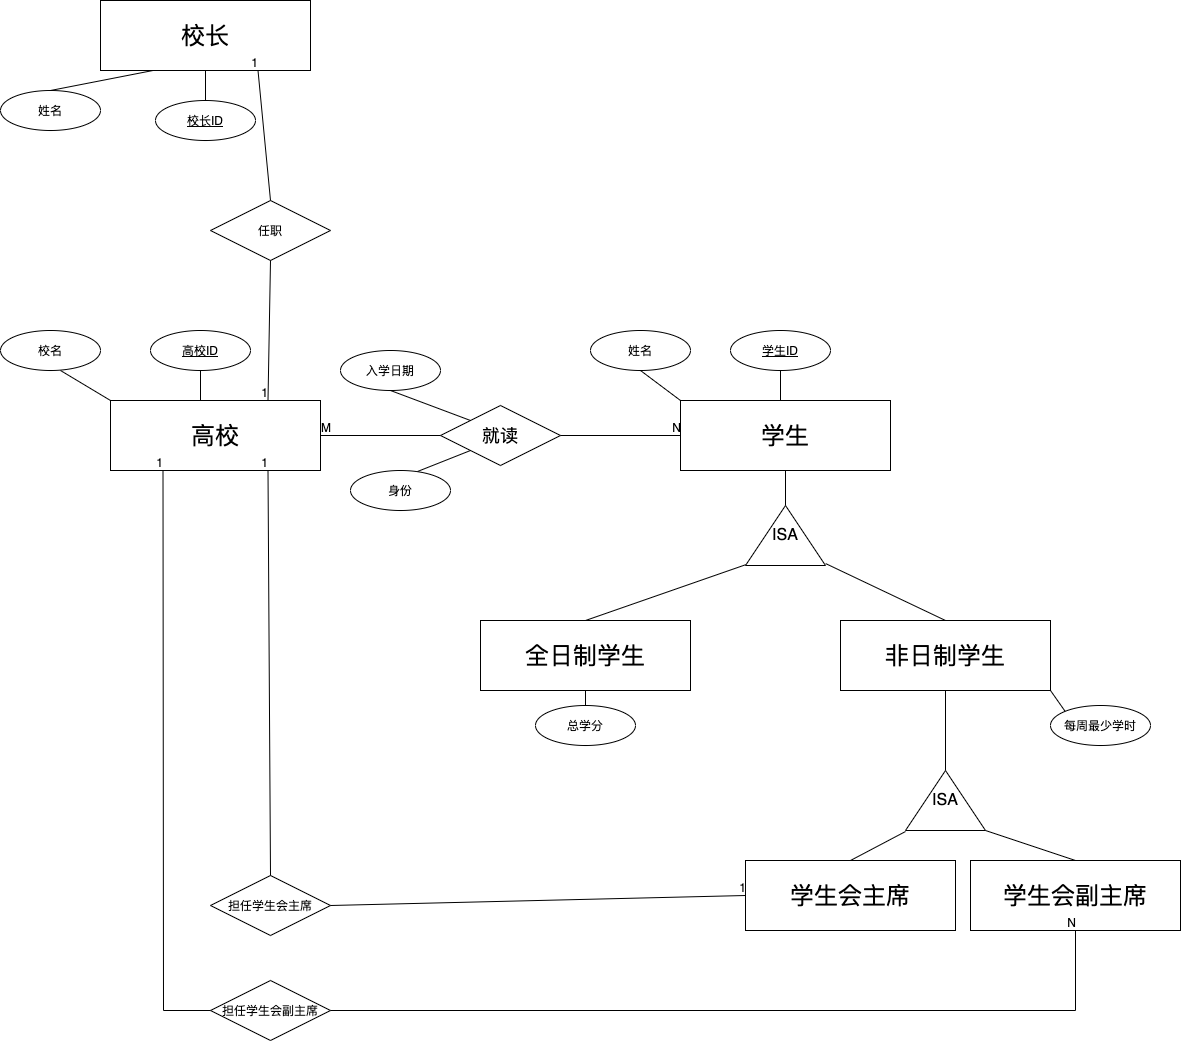 校长
1
姓名
校长ID
任职
校名
高校ID
入学日期
姓名
学生ID
1
高校
M
就读
N
学生
1
1
身份
ISA
全日制学生
非日制学生
总学分
每周最少学时
ISA
担任学生会主席
1
学生会主席
学生会副主席
N
担任学生会副主席